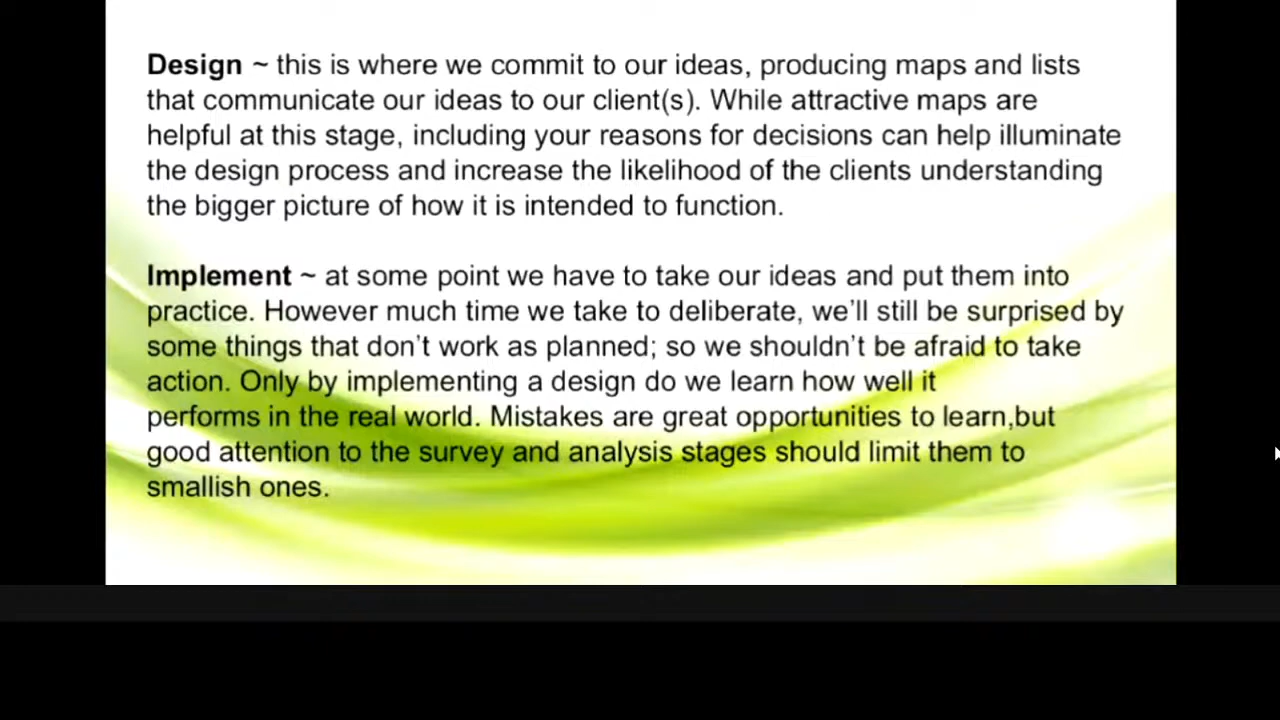 Design ~ this is where we commit to our ideas, producing maps and lists
that communicate our ideas to our client(s). While attractive maps are
helpful at this stage, including your reasons for decisions can help illuminate
the design process and increase the likelihood of the clients understanding
the bigger picture of how it is intended to function.
Implement ~ at some point we have to take our ideas and put them into
practice. However much time we take to deliberate, we’ll still be surprised by
some things that don’t work as planned; so we shouldn’t be afraid to take
action. Only by implementing a design do we learn how well it
performs in the real world. Mistakes are great opportunities to learn,but
good attention to the survey and analysis stages should limit them to
smallish ones.